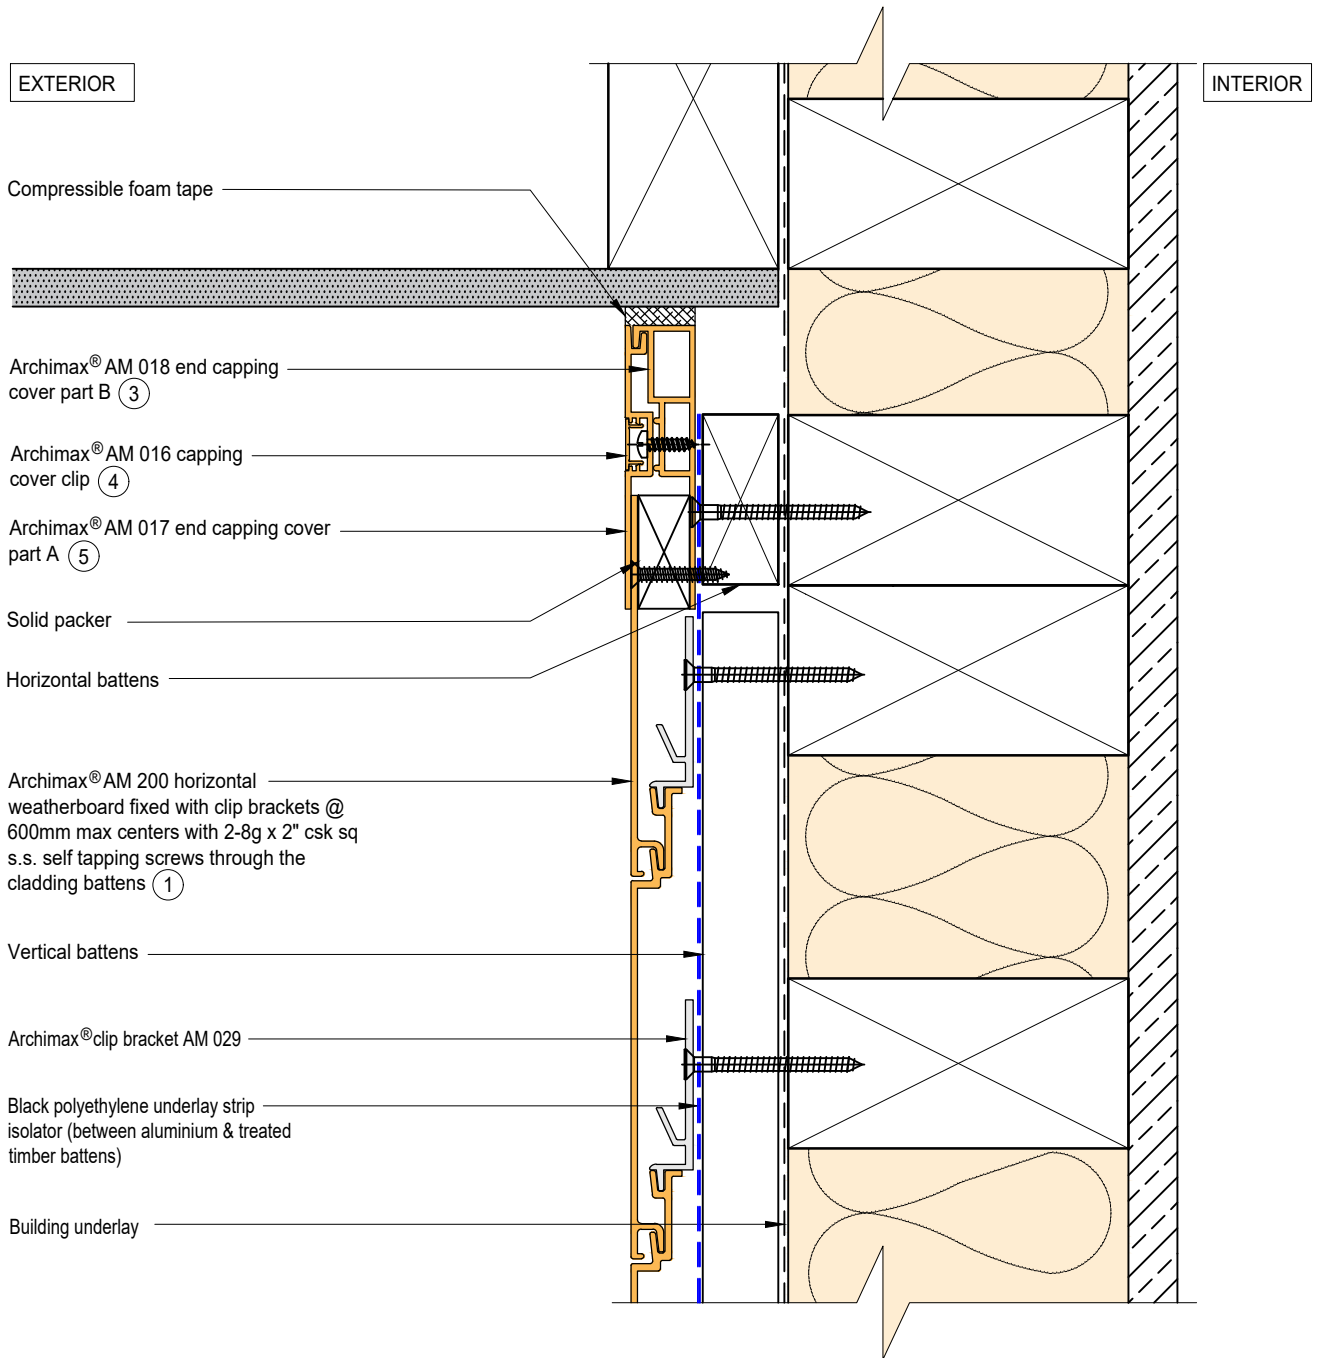 EXTERIOR
INTERIOR
Compressible foam tape
Archimax® AM 018 end capping
cover part B 3
Archimax® AM 016 capping
cover clip 4
Archimax® AM 017 end capping cover
part A 5
Solid packer
Horizontal battens
Archimax® AM 200 horizontal
weatherboard fixed with clip brackets @
600mm max centers with 2-8g x 2" csk sq
s.s. self tapping screws through the
cladding battens 1
Vertical battens
Archimax® clip bracket AM 029
Black polyethylene underlay strip
isolator (between aluminium & treated
timber battens)
Building underlay